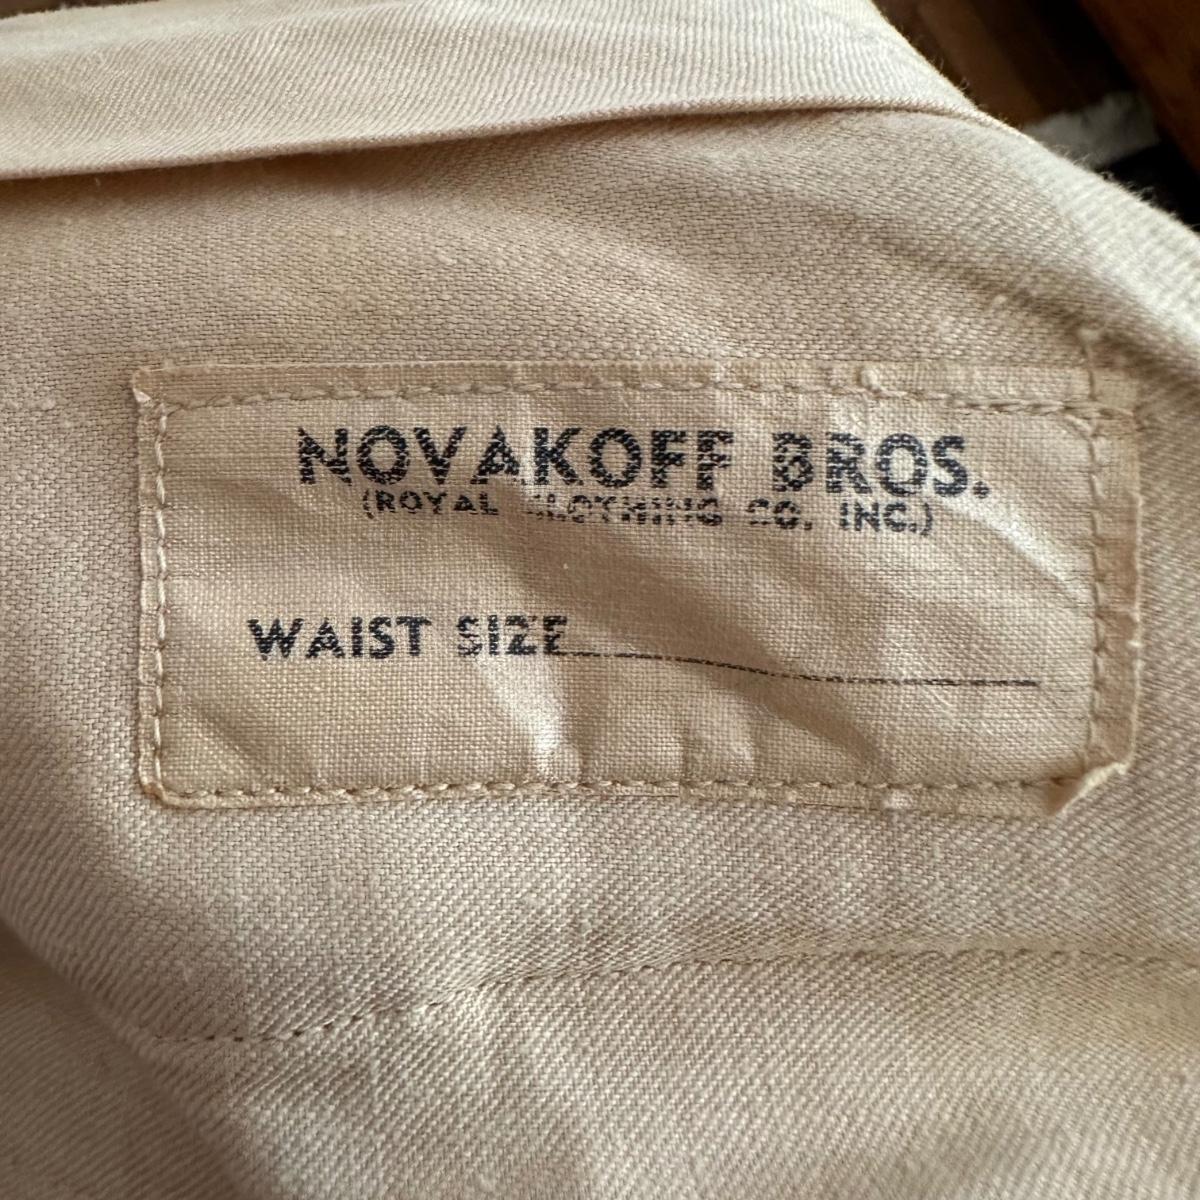 NOVAKOFF BROS.
(ROYAL CLOTHING CO. INC.)
WAIST SIZE